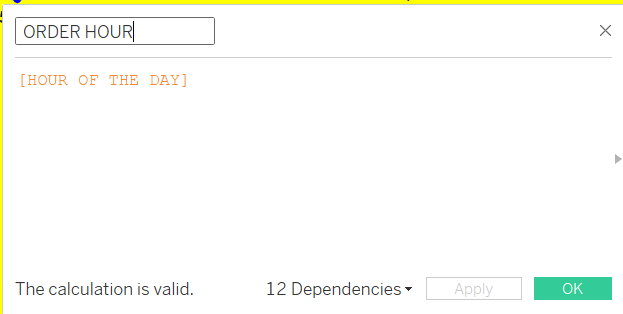 ORDER HOUR
[HOUR OF THE DAY]
The calculation is valid.
12 Dependencies
Apply
OK